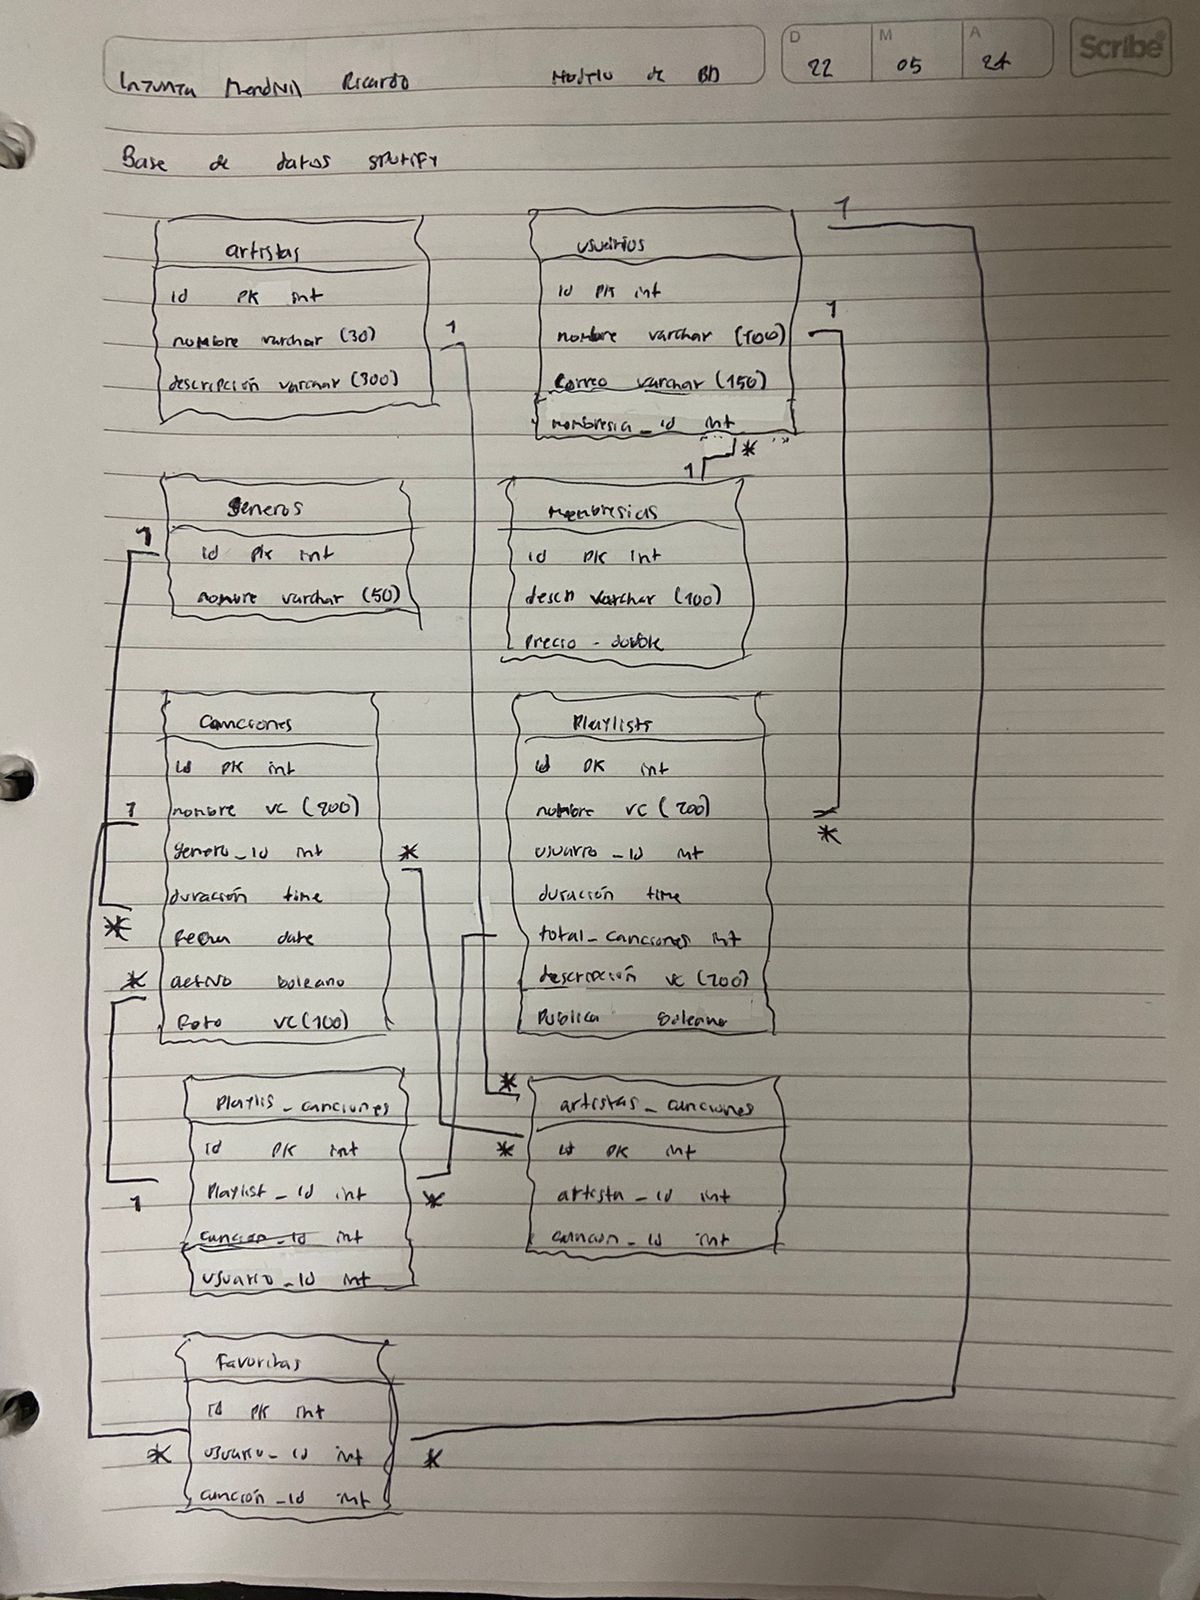 Ricardo Modelo de BD
D 22 M 05 A 24
Scribe
Base de datos spotify
artistas
id PK int
nombre varchar (30)
descripción varchar (300)
1
usuarios
id PK int
nombre varchar (100)
correo varchar (150)
membresia_id int
1
1
*
1
generos
id PK int
nombre varchar (50)
1
Membresias
id PK int
descn varchar (100)
precio - double
canciones
id PK int
nombre vc (200)
genero_id int
duración time
fecha date
activo boleano
foto vc (100)
1
*
*
*
Playlists
id PK int
nombre vc (200)
usuario_id int
duración time
total_canciones int
descripción vc (200)
publica boleano
*
Playlis_canciones
id PK int
Playlist_id int
cancion_id int
usuario_id int
1
*
artistas_canciones
id PK int
artista_id int
cancion_id int
*
*
Favoritas
id PK int
usuario_id int
canción_id int
*
*